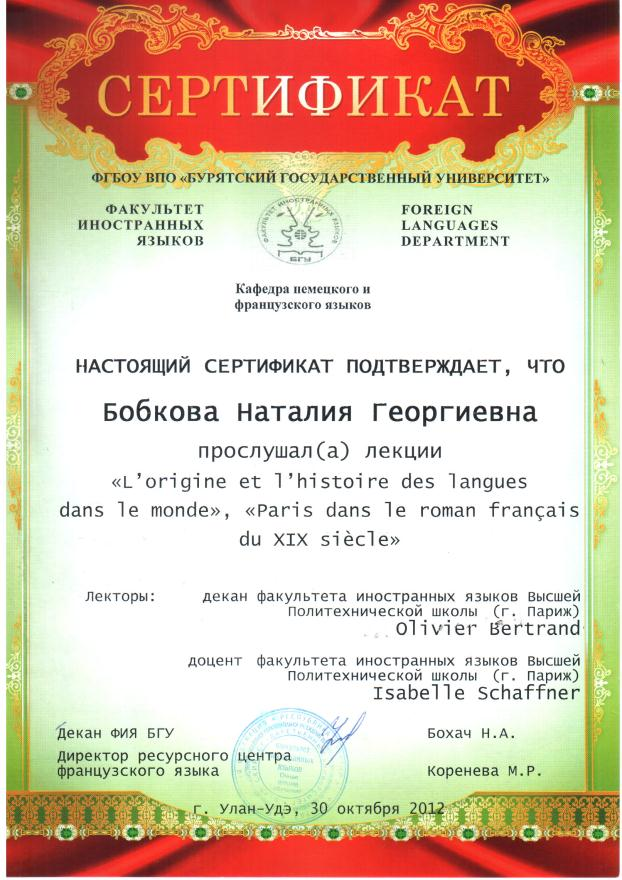 СЕРТИФИКАТ
ФГБОУ ВПО «БУРЯТСКИЙ ГОСУДАРСТВЕННЫЙ УНИВЕРСИТЕТ»
ФАКУЛЬТЕТ
ИНОСТРАННЫХ
ЯЗЫКОВ
ФАКУЛЬТЕТ ИНОСТРАННЫХ ЯЗЫКОВ
БГУ
FOREIGN
LANGUAGES
DEPARTMENT
Кафедра немецкого и
французского языков
НАСТОЯЩИЙ СЕРТИФИКАТ ПОДТВЕРЖДАЕТ, ЧТО
Бобкова Наталия Георгиевна
прослушал(а) лекции
«L’origine et l’histoire des langues
dans le monde», «Paris dans le roman français
du XIX siècle»
Лекторы: декан факультета иностранных языков Высшей
Политехнической школы (г. Париж)
Olivier Bertrand
доцент факультета иностранных языков Высшей
Политехнической школы (г. Париж)
Isabelle Schaffner
Декан ФИЯ БГУ Бохач Н.А.
Директор ресурсного центра
французского языка Коренева М.Р.
г. Улан-Удэ, 30 октября 2012